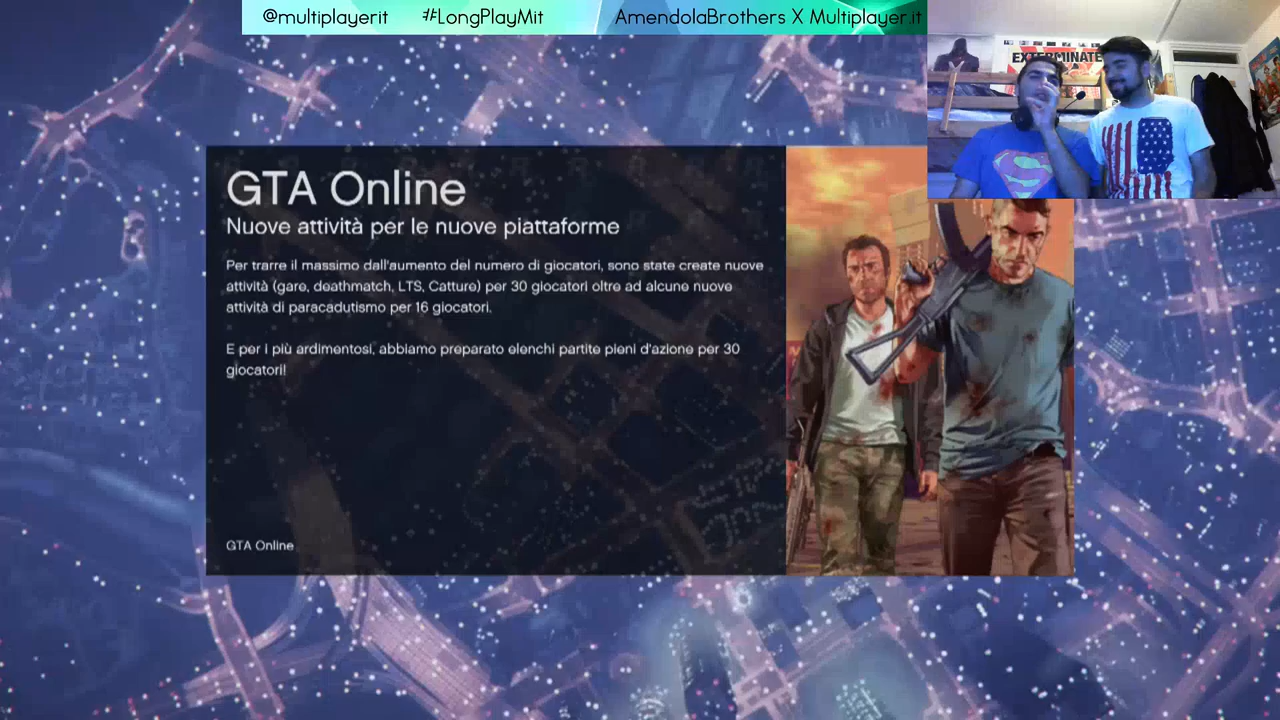 @multiplayerit #LongPlayMit AmendolaBrothers X Multiplayer.it
EXTERMINATE
GTA Online
Nuove attività per le nuove piattaforme
Per trarre il massimo dall'aumento del numero di giocatori, sono state create nuove
attività (gare, deathmatch, LTS, Catture) per 30 giocatori oltre ad alcune nuove
attività di paracadutismo per 16 giocatori.
E per i più ardimentosi, abbiamo preparato elenchi partite pieni d'azione per 30
giocatori!
GTA Online